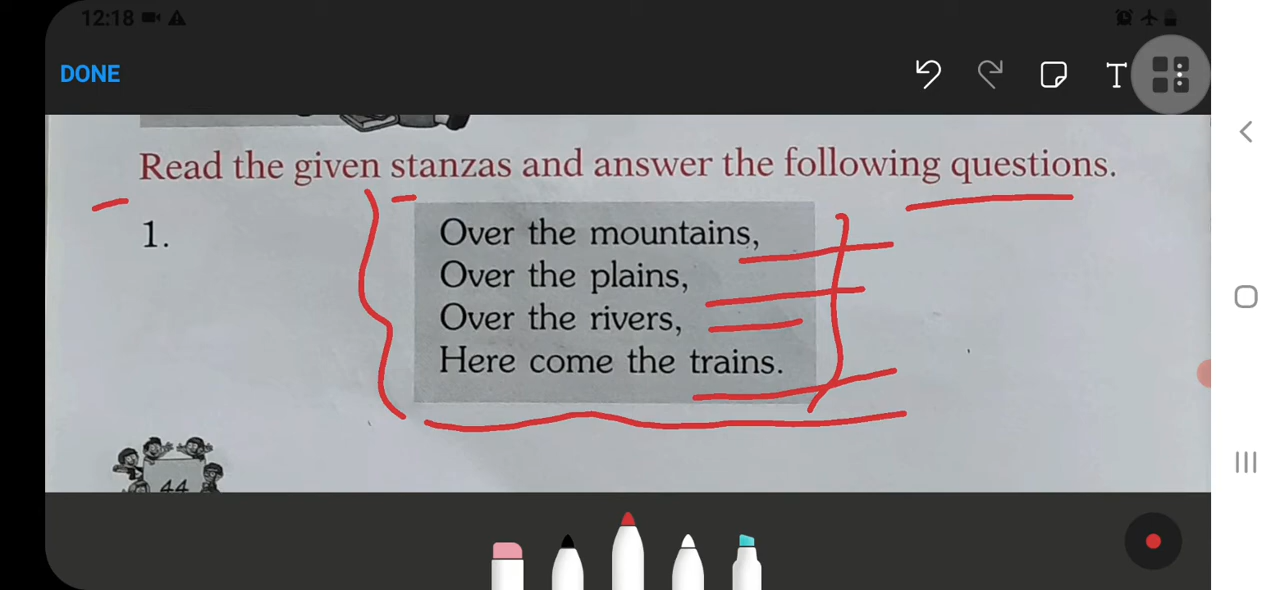 12:18
DONE
T
Read the given stanzas and answer the following questions.
1.
Over the mountains,
Over the plains,
Over the rivers,
Here come the trains.
44